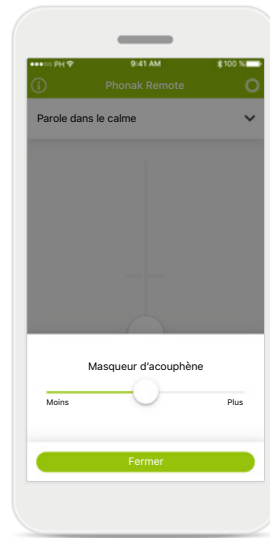 PH 9:41 AM 100 %
Phonak Remote
Parole dans le calme
Masqueur d'acouphène
Moins Plus
Fermer